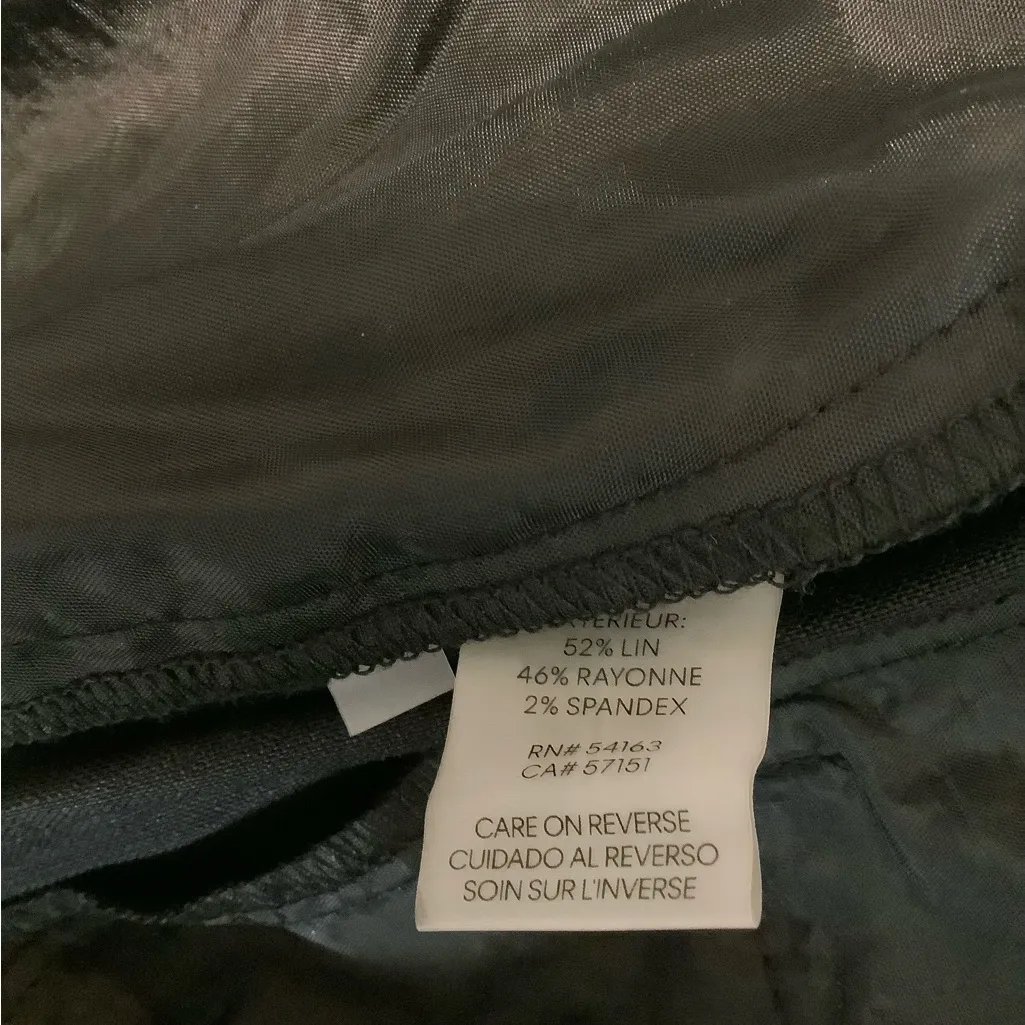 52% LIN
46% RAYONNE
2% SPANDEX
RN# 54163
CA# 57151
CARE ON REVERSE
CUIDADO AL REVERSO
SOIN SUR L'INVERSE